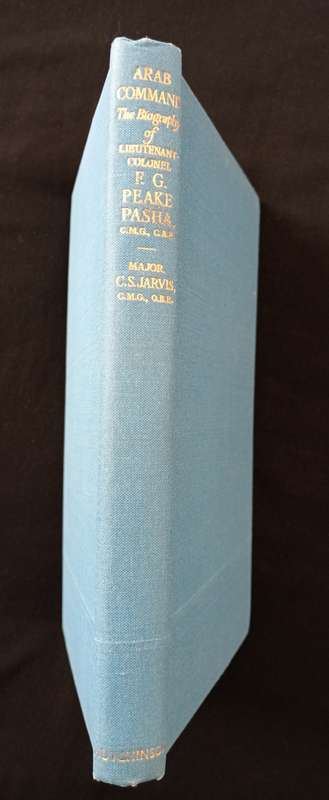 ARAB
COMMAND
The Biography
of
LIEUTENANT-
COLONEL
F. G.
PEAKE
PASHA,
C.M.G., C.B.E.
MAJOR
C.S. JARVIS,
C.M.G., O.B.E.
HUTCHINSON